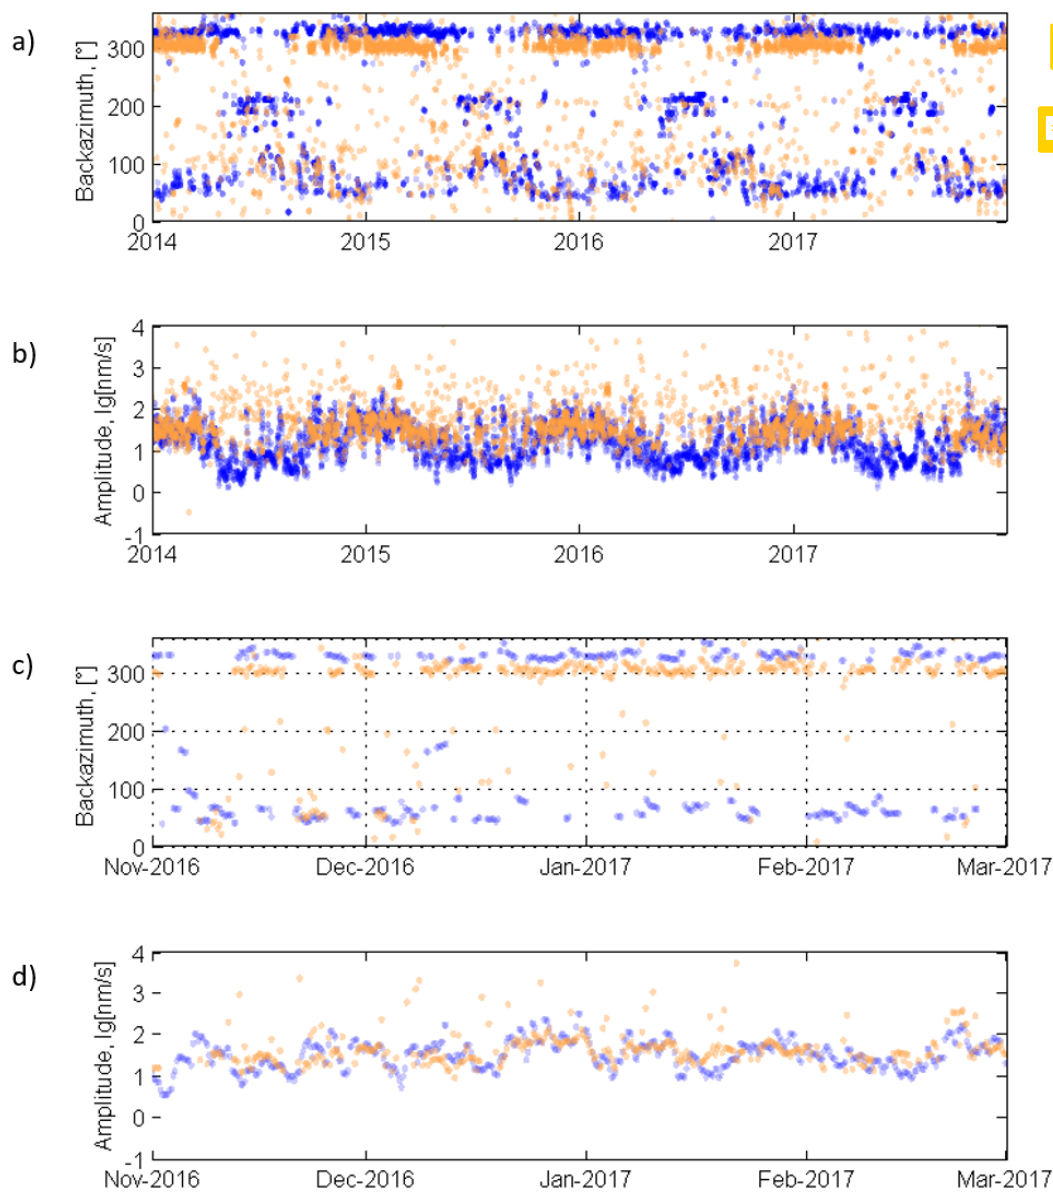 a)
Backazimuth, [°]
300
200
100
0
2014
2015
2016
2017
b)
Amplitude, lg[nm/s]
4
3
2
1
0
-1
2014
2015
2016
2017
c)
Backazimuth, [°]
300
200
100
0
Nov-2016
Dec-2016
Jan-2017
Feb-2017
Mar-2017
d)
Amplitude, lg[nm/s]
4
3
2
1
0
-1
Nov-2016
Dec-2016
Jan-2017
Feb-2017
Mar-2017